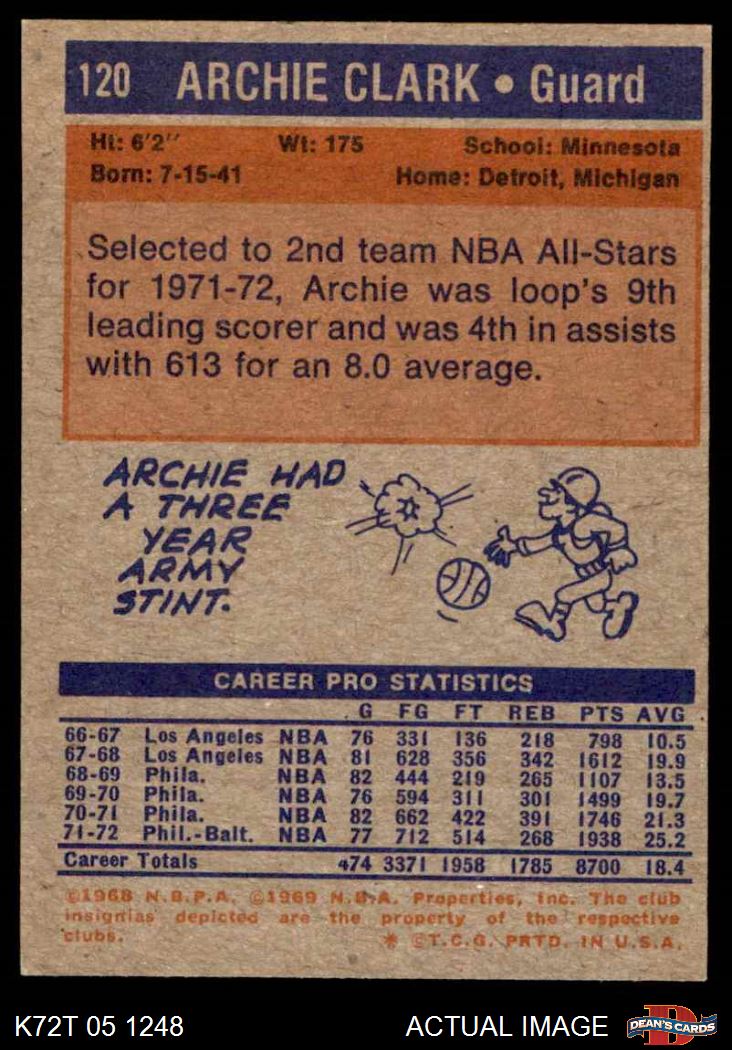 120 ARCHIE CLARK • Guard
Ht: 6'2" Wt: 175 School: Minnesota
Born: 7-15-41 Home: Detroit, Michigan
Selected to 2nd team NBA All-Stars
for 1971-72, Archie was loop's 9th
leading scorer and was 4th in assists
with 613 for an 8.0 average.
ARCHIE HAD
A THREE
YEAR
ARMY
STINT.
CAREER PRO STATISTICS
G FG FT REB PTS AVG
66-67 Los Angeles NBA 76 331 136 218 798 10.5
67-68 Los Angeles NBA 81 628 356 342 1612 19.9
68-69 Phila. NBA 82 444 219 265 1107 13.5
69-70 Phila. NBA 76 594 311 301 1499 19.7
70-71 Phila. NBA 82 662 422 391 1746 21.3
71-72 Phil.-Balt. NBA 77 712 514 268 1938 25.2
Career Totals 474 3371 1958 1785 8700 18.4
©1968 N.B.P.A. ©1969 N.B.A. Properties, Inc. The club
insignias depicted are the property of the respective
clubs. * ©T.C.G. PRTD. IN U.S.A.
K72T 05 1248 ACTUAL IMAGE DEAN'S CARDS